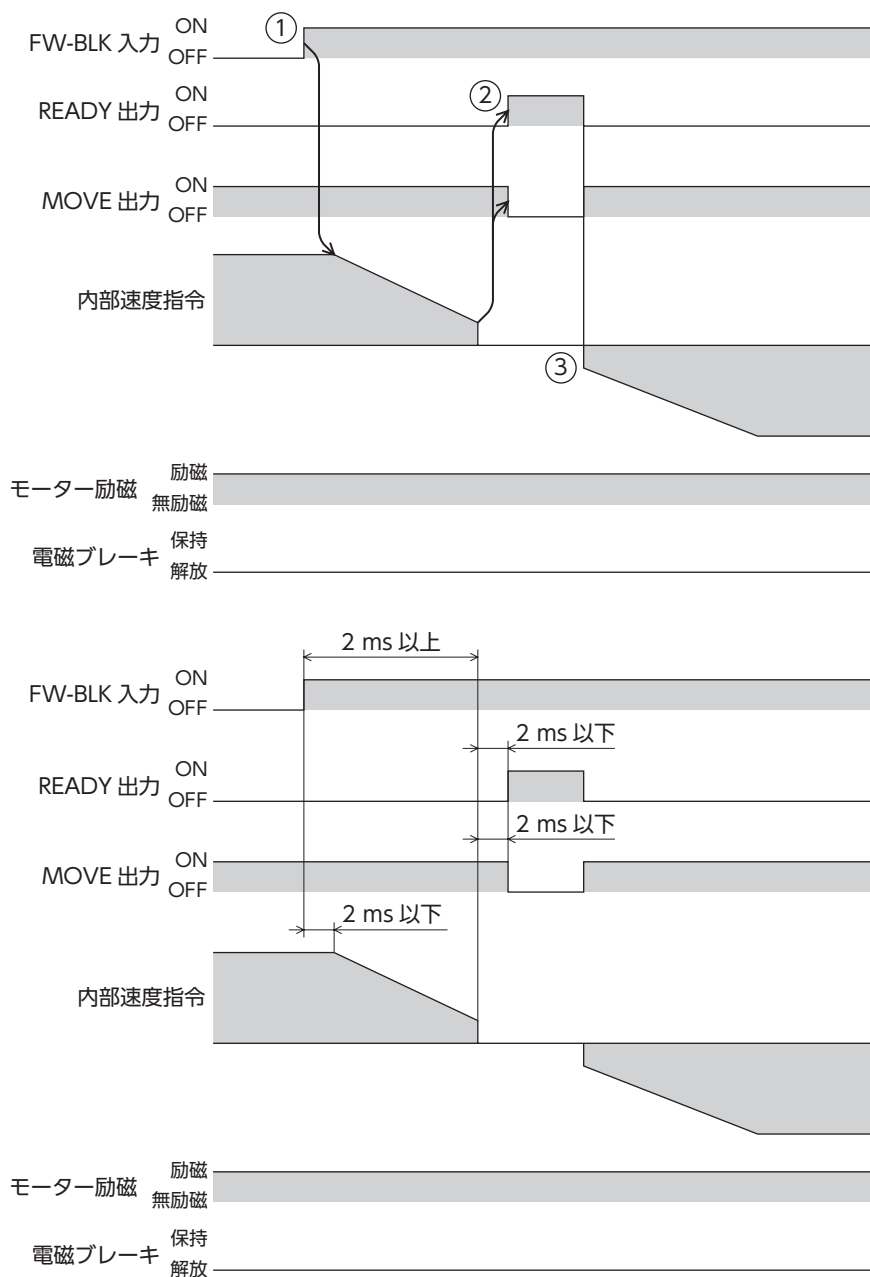 ON
①
FW-BLK 入力
OFF
ON
②
READY 出力
OFF
ON
MOVE 出力
OFF
内部速度指令
③
励磁
モーター励磁
無励磁
保持
電磁ブレーキ
解放
2 ms 以上
ON
FW-BLK 入力
OFF
2 ms 以下
ON
READY 出力
OFF
2 ms 以下
ON
MOVE 出力
OFF
2 ms 以下
内部速度指令
励磁
モーター励磁
無励磁
保持
電磁ブレーキ
解放